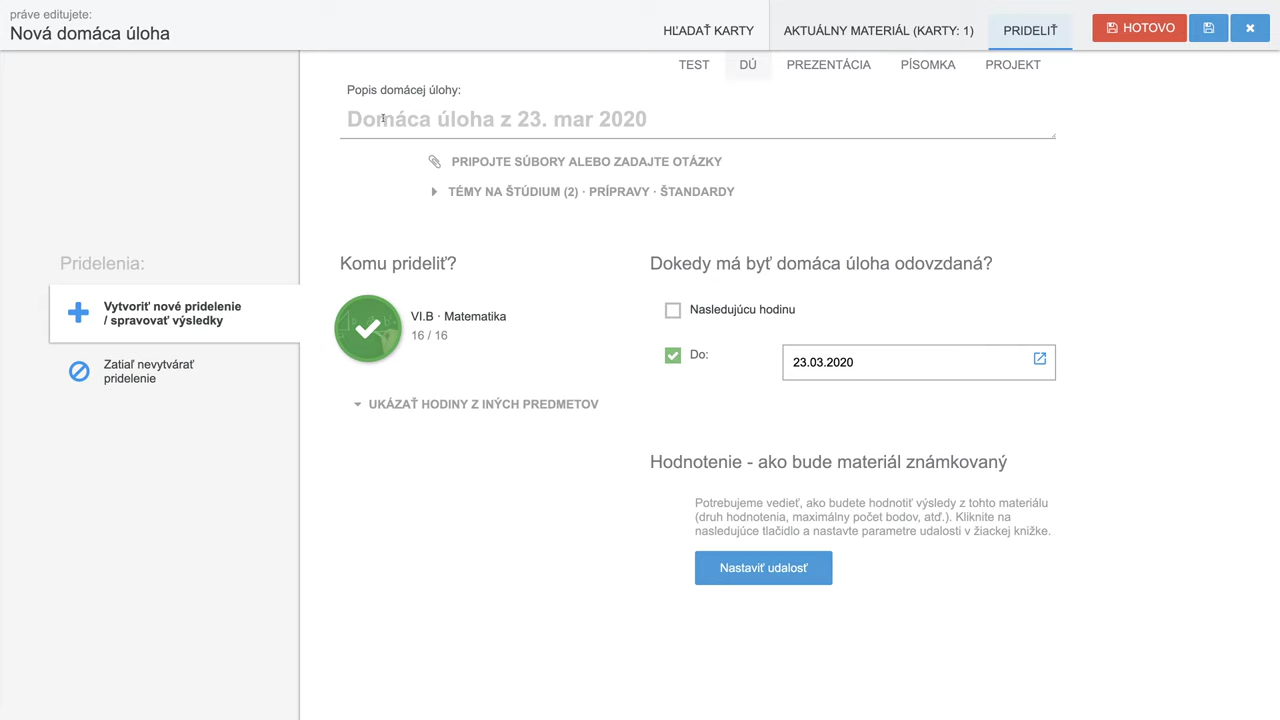 práve editujete:
Nová domáca úloha
HĽADAŤ KARTY
AKTUÁLNY MATERIÁL (KARTY: 1)
PRIDELIŤ
HOTOVO
TEST
DÚ
PREZENTÁCIA
PÍSOMKA
PROJEKT
Popis domácej úlohy:
Domáca úloha z 23. mar 2020
PRIPOJTE SÚBORY ALEBO ZADAJTE OTÁZKY
TÉMY NA ŠTÚDIUM (2) · PRÍPRAVY · ŠTANDARDY
Pridelenia:
Vytvoriť nové pridelenie
/ spravovať výsledky
Zatiaľ nevytvárať
pridelenie
Komu prideliť?
VI.B · Matematika
16 / 16
UKÁZAŤ HODINY Z INÝCH PREDMETOV
Dokedy má byť domáca úloha odovzdaná?
Nasledujúcu hodinu
Do:
23.03.2020
Hodnotenie - ako bude materiál známkovaný
Potrebujeme vedieť, ako budete hodnotiť výsledy z tohto materiálu
(druh hodnotenia, maximálny počet bodov, atď.). Kliknite na
nasledujúce tlačidlo a nastavte parametre udalosti v žiackej knižke.
Nastaviť udalosť